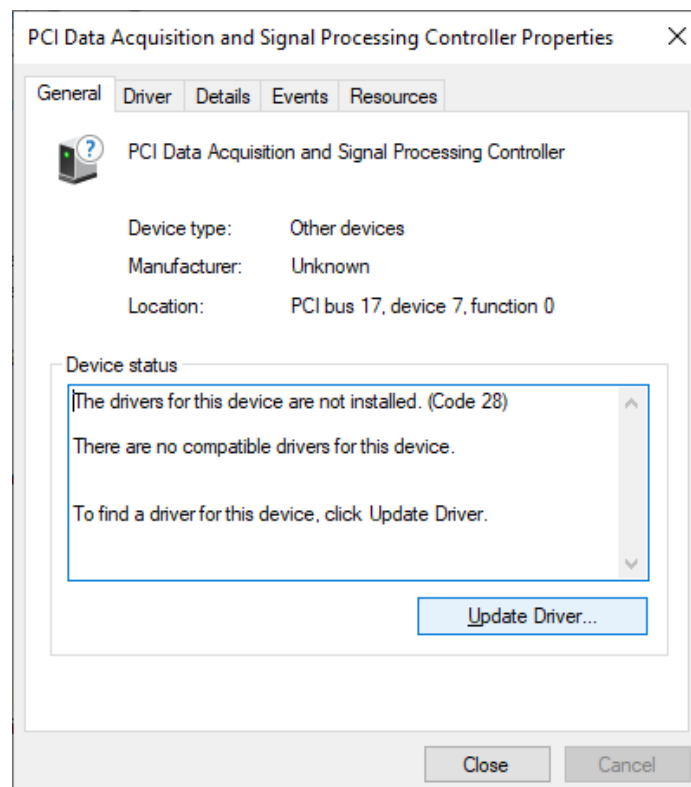 PCI Data Acquisition and Signal Processing Controller Properties
General Driver Details Events Resources
PCI Data Acquisition and Signal Processing Controller
Device type: Other devices
Manufacturer: Unknown
Location: PCI bus 17, device 7, function 0
Device status
The drivers for this device are not installed. (Code 28)
There are no compatible drivers for this device.
To find a driver for this device, click Update Driver.
Update Driver...
Close Cancel